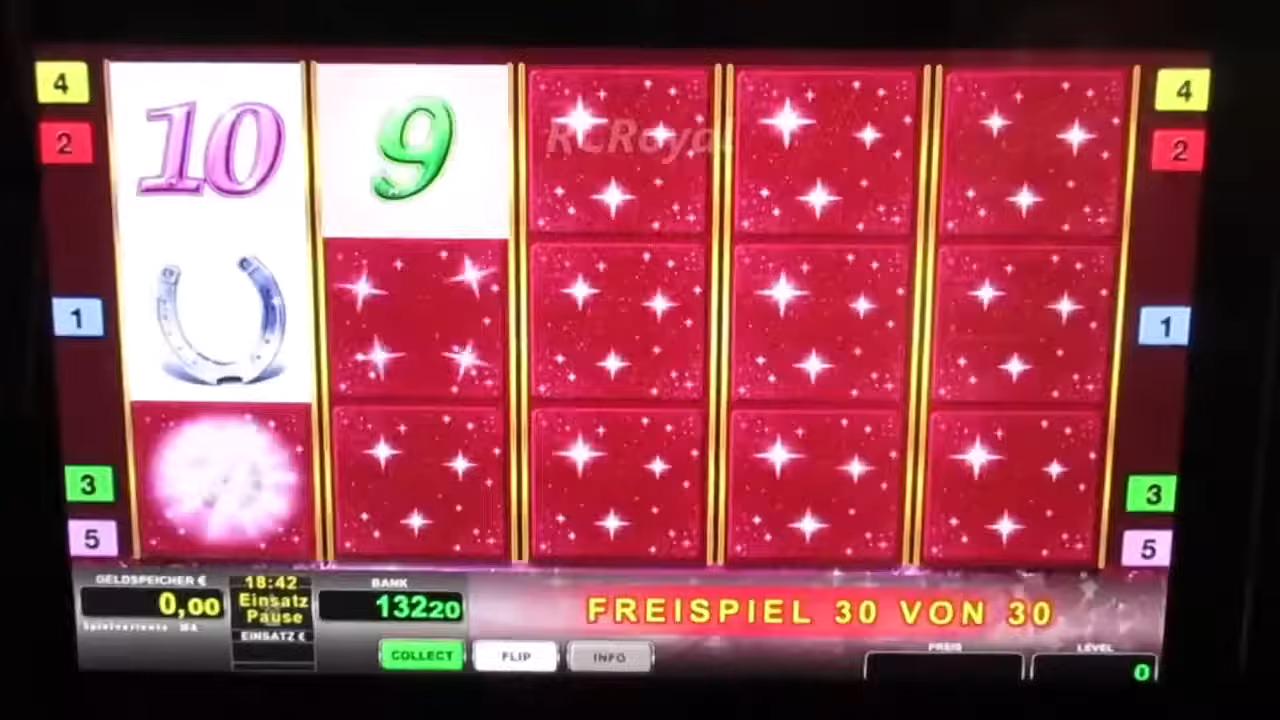 4
10
9
4
2
RCRoyal
2
1
1
3
3
5
5
GELDSPEICHER €
0,00
18:42
Einsatz
Pause
EINSATZ €
BANK
13220
FREISPIEL 30 VON 30
COLLECT
FLIP
INFO
PREIS
LEVEL
0